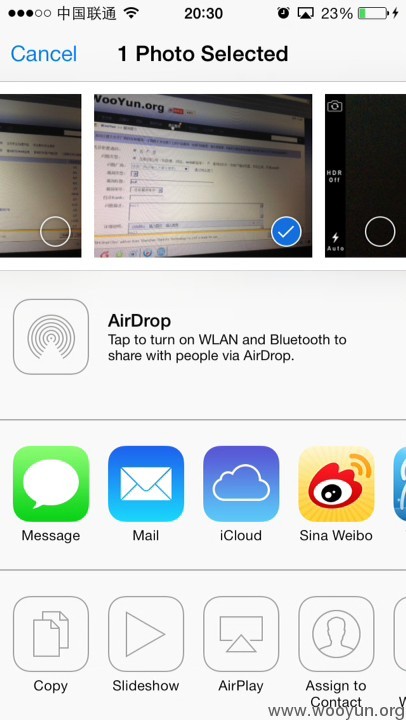 中国联通
20:30
23%
Cancel
1 Photo Selected
WooYun.org
HDR
Off
Auto
AirDrop
Tap to turn on WLAN and Bluetooth to
share with people via AirDrop.
Message
Mail
iCloud
Sina Weibo
Copy
Slideshow
AirPlay
Assign to
Contact
www.wooyun.org